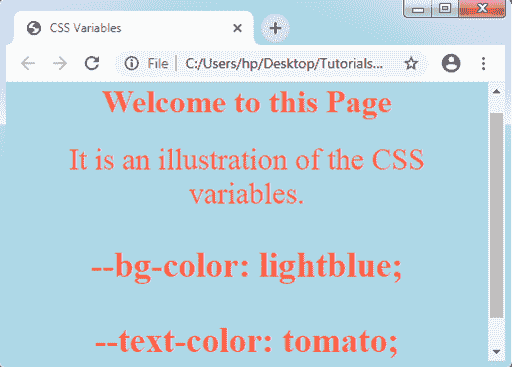 CSS Variables
File
C:/Users/hp/Desktop/Tutorials...
Welcome to this Page
It is an illustration of the CSS
variables.
--bg-color: lightblue;
--text-color: tomato;